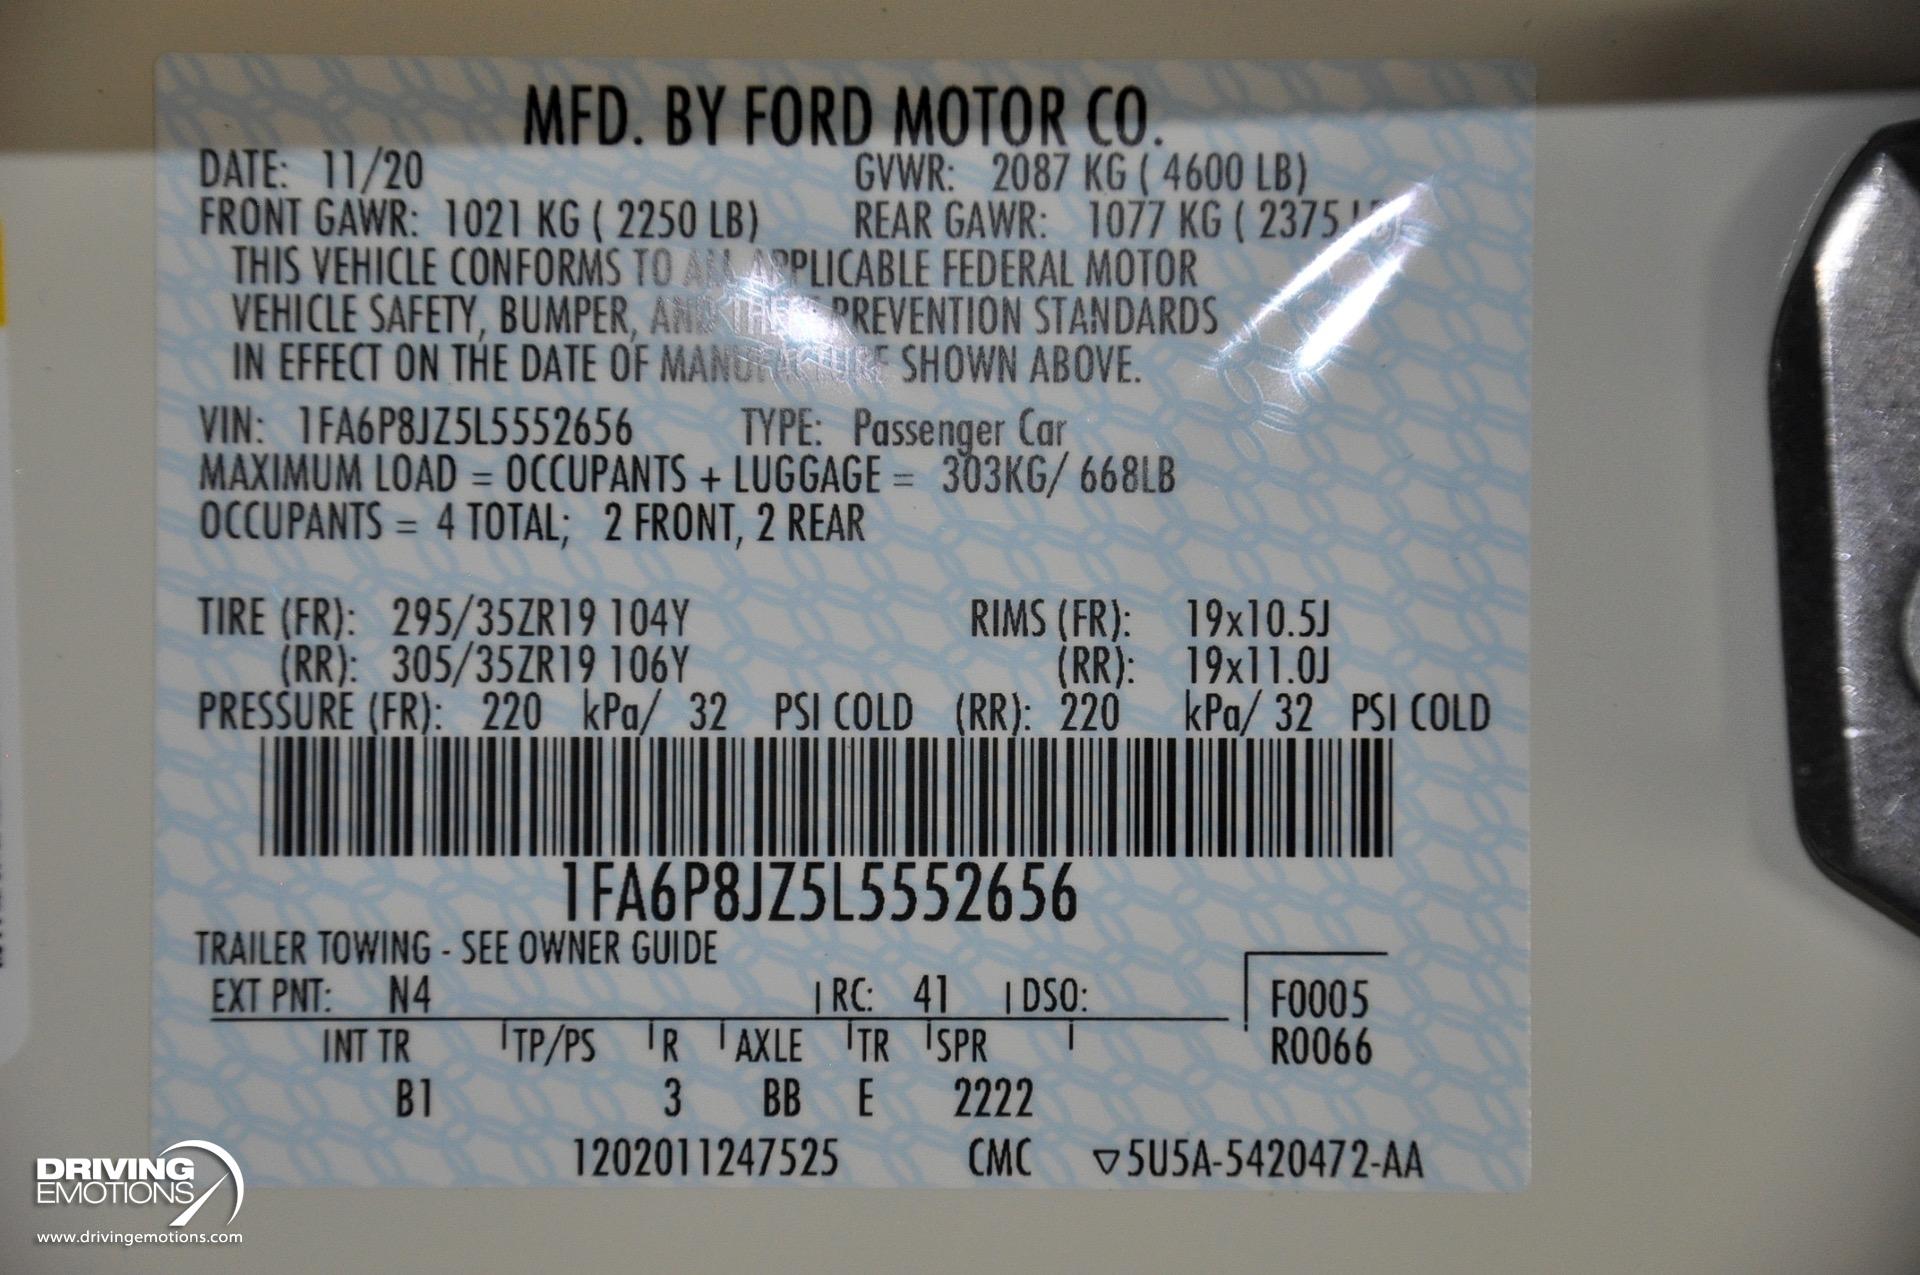 MFD. BY FORD MOTOR CO.
DATE: 11/20 GVWR: 2087 KG ( 4600 LB)
FRONT GAWR: 1021 KG ( 2250 LB) REAR GAWR: 1077 KG ( 2375 LB)
THIS VEHICLE CONFORMS TO ALL APPLICABLE FEDERAL MOTOR
VEHICLE SAFETY, BUMPER, AND THEFT PREVENTION STANDARDS
IN EFFECT ON THE DATE OF MANUFACTURE SHOWN ABOVE.
VIN: 1FA6P8JZ5L5552656 TYPE: Passenger Car
MAXIMUM LOAD = OCCUPANTS + LUGGAGE = 303KG/ 668LB
OCCUPANTS = 4 TOTAL; 2 FRONT, 2 REAR
TIRE (FR): 295/35ZR19 104Y RIMS (FR): 19x10.5J
(RR): 305/35ZR19 106Y (RR): 19x11.0J
PRESSURE (FR): 220 kPa/ 32 PSI COLD (RR): 220 kPa/ 32 PSI COLD
1FA6P8JZ5L5552656
TRAILER TOWING - SEE OWNER GUIDE
EXT PNT: N4 RC: 41 DSO: F0005
INT TR TP/PS R AXLE TR SPR R0066
B1 3 BB E 2222
1202011247525 CMC ▽5U5A-5420472-AA
DRIVING
EMOTIONS
www.drivingemotions.com